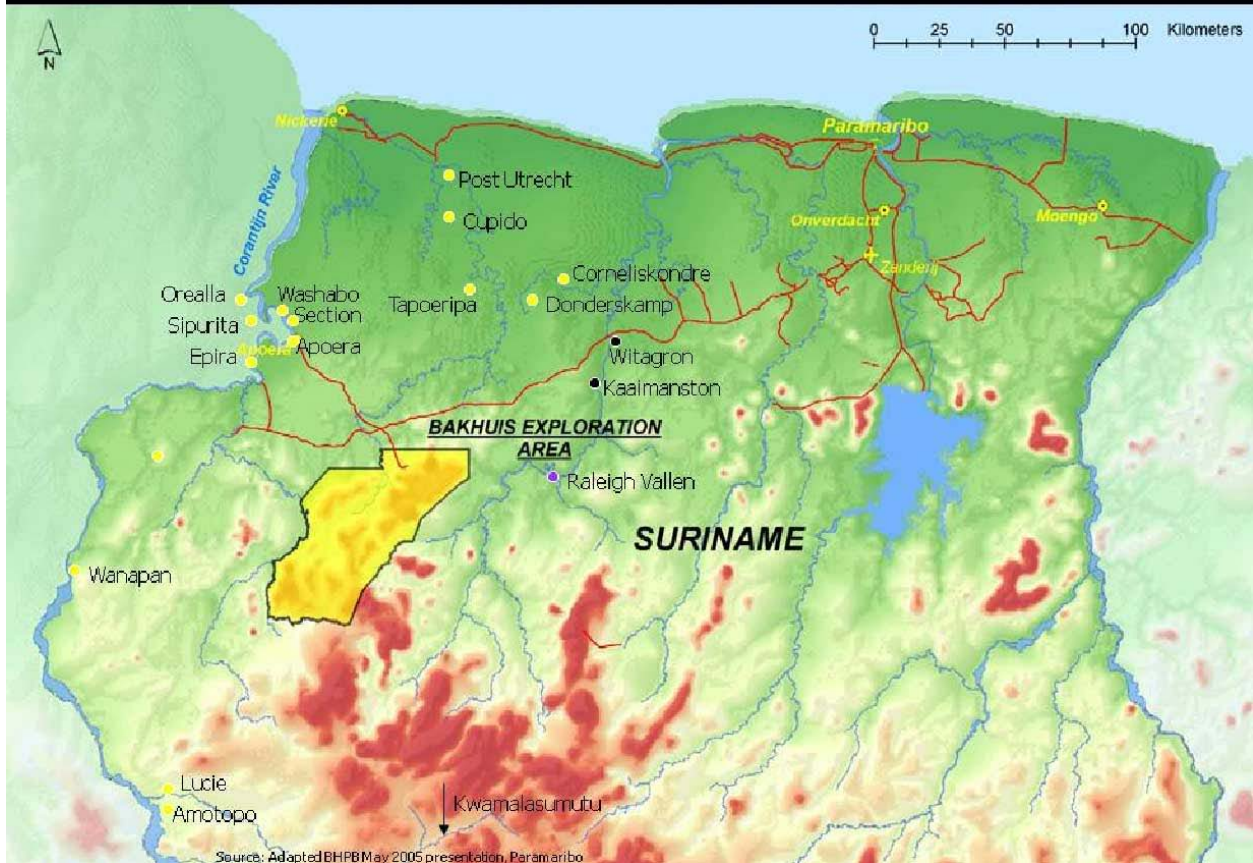 N
0 25 50 100 Kilometers
Nickerie
Paramaribo
Post Utrecht
Cupido
Onverdacht
Moengo
Corantijn River
Zanderij
Corneliskondre
Orealla
Washabo
Section
Tapoeripa
Donderskamp
Sipurita
Apoera
Apoera
Epira
Witagron
Kaaimanston
BAKHUIS EXPLORATION
AREA
Raleigh Vallen
SURINAME
Wanapan
Lucie
Amotopo
Kwamalasumutu
Source: Adapted BHPB May 2005 presentation, Paramaribo